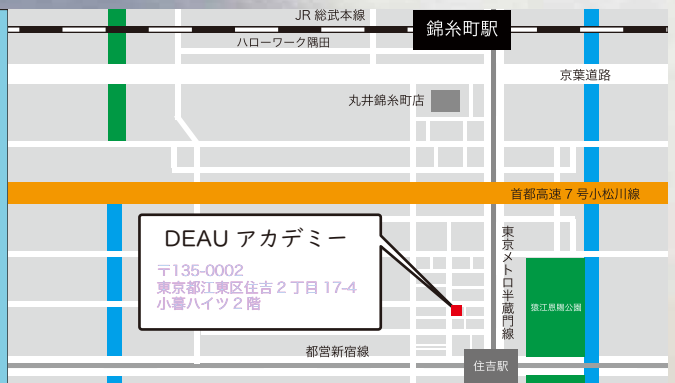 JR 総武本線
錦糸町駅
ハローワーク隅田
京葉道路
丸井錦糸町店
首都高速7号小松川線
DEAU アカデミー
〒135-0002
東京都江東区住吉2丁目17-4
小暮ハイツ2階
東京メトロ半蔵門線
猿江恩賜公園
都営新宿線
住吉駅